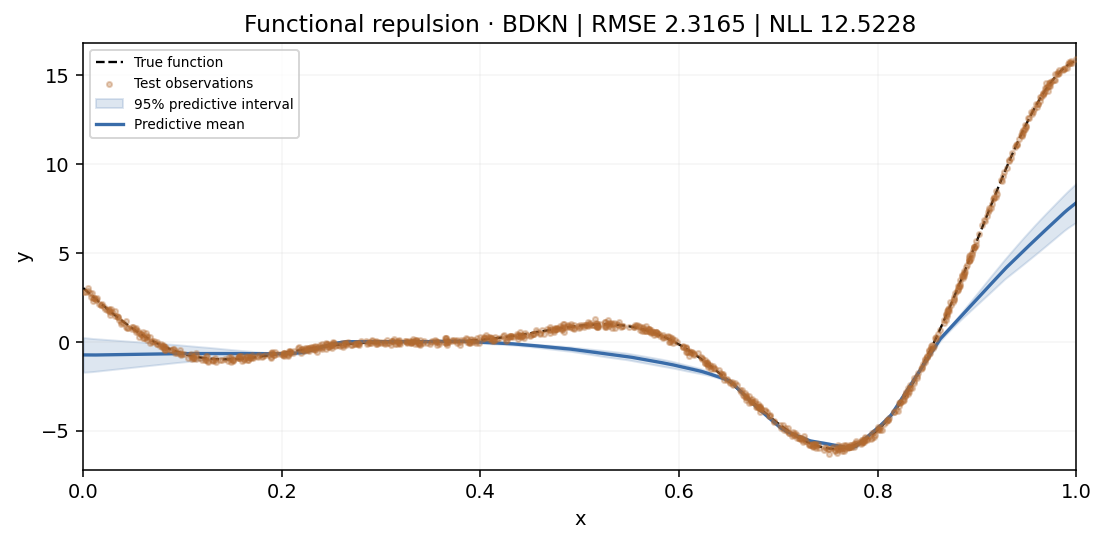 Functional repulsion · BDKN | RMSE 2.3165 | NLL 12.5228
True function
Test observations
95% predictive interval
Predictive mean
15
10
5
0
−5
y
0.0 0.2 0.4 0.6 0.8 1.0
x